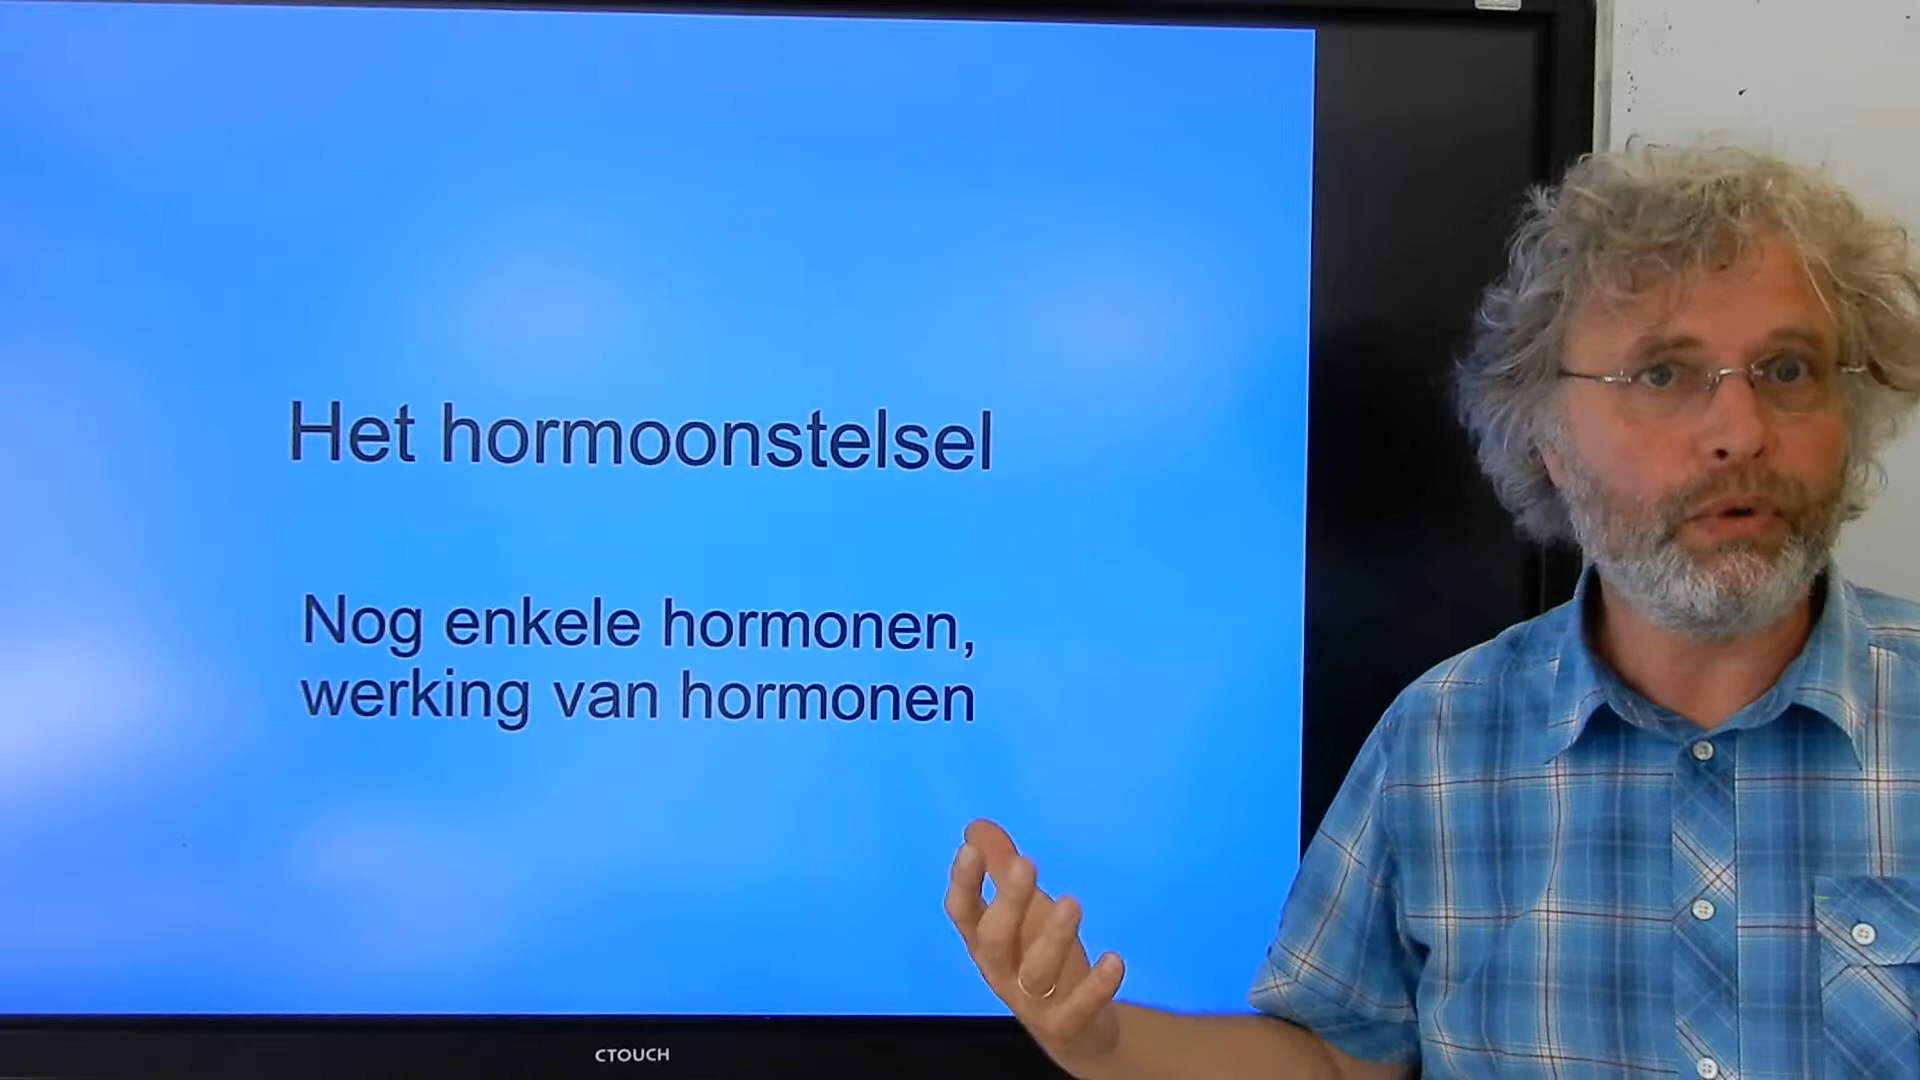 Het hormoonstelsel
Nog enkele hormonen,
werking van hormonen
CTOUCH